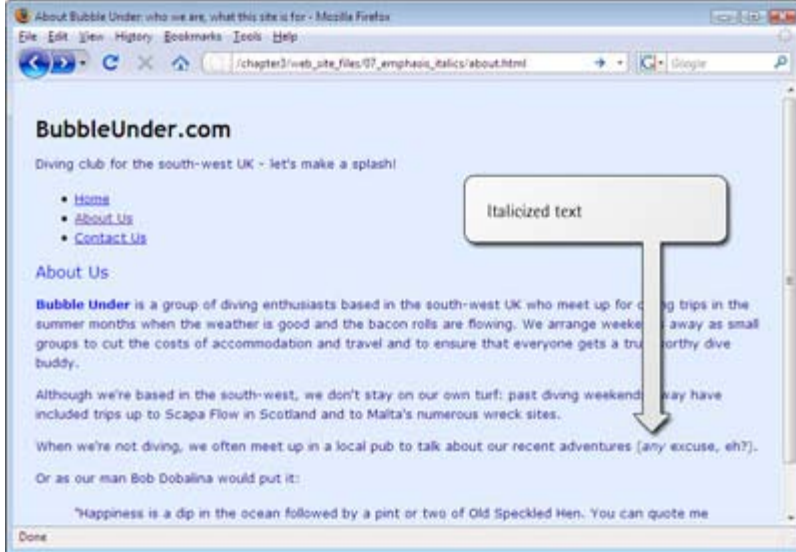 About Bubble Under: who we are, what this site is for - Mozilla Firefox
File Edit View History Bookmarks Tools Help
/chapter3/web_site_files/07_emphasis_italics/about.html
Google
BubbleUnder.com
Diving club for the south-west UK - let's make a splash!
Home
About Us
Contact Us
Italicized text
About Us
Bubble Under is a group of diving enthusiasts based in the south-west UK who meet up for trips in the
summer months when the weather is good and the bacon rolls are flowing. We arrange away as small
groups to cut the costs of accommodation and travel and to ensure that everyone gets a dive
buddy.
Although we're based in the south-west, we don't stay on our own turf: past diving have
included trips up to Scapa Flow in Scotland and to Malta's numerous wreck sites.
When we're not diving, we often meet up in a local pub to talk about our recent adventures (any excuse, eh?).
Or as our man Bob Dobalina would put it:
"Happiness is a dip in the ocean followed by a pint or two of Old Speckled Hen. You can quote me
Done